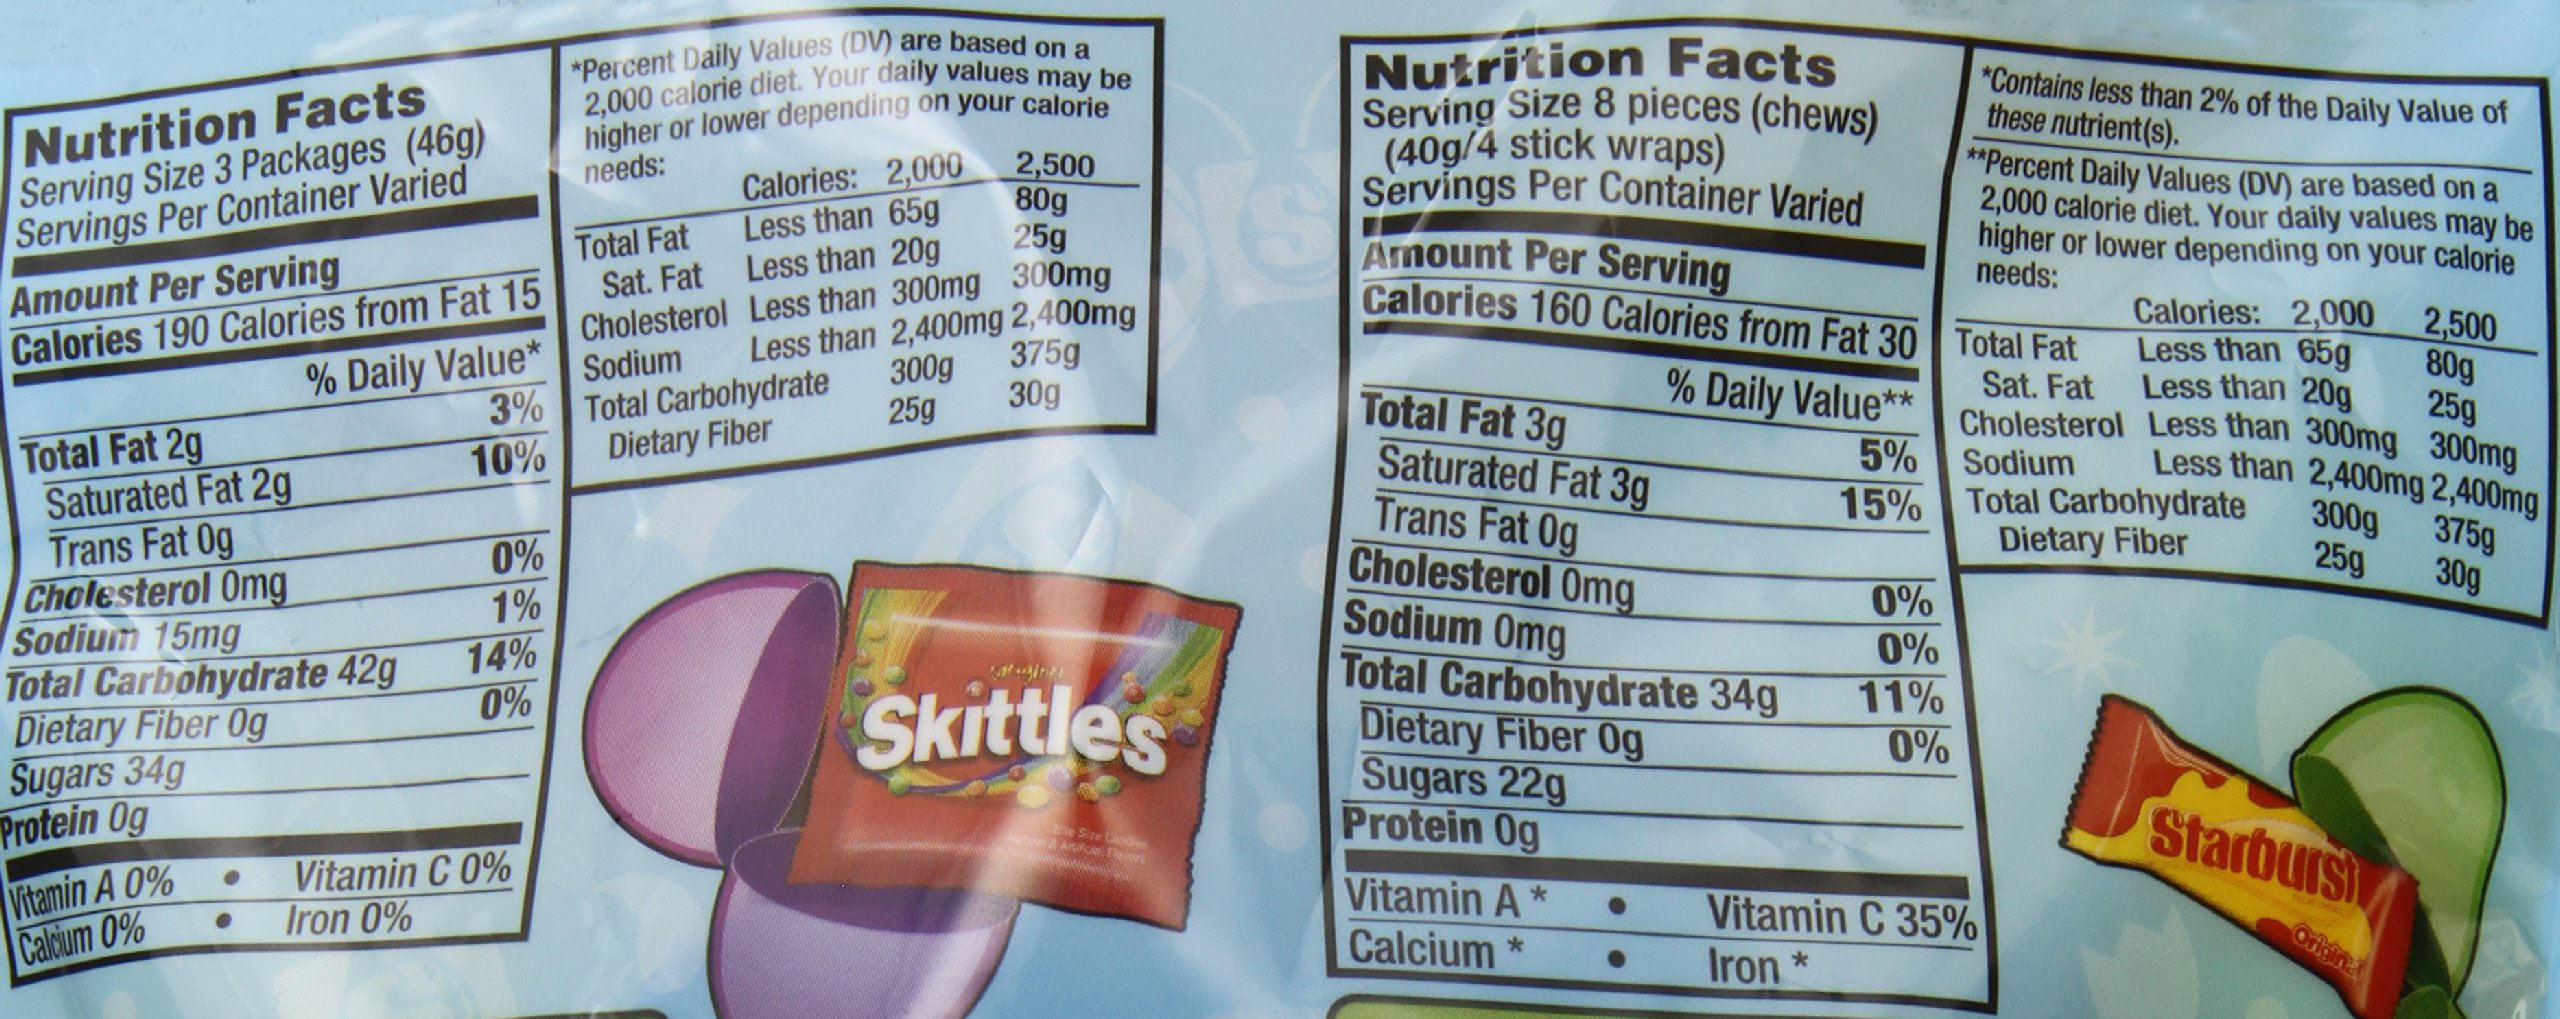 Nutrition Facts
Serving Size 3 Packages (46g)
Servings Per Container Varied
Amount Per Serving
Calories 190 Calories from Fat 15
% Daily Value*
Total Fat 2g 3%
Saturated Fat 2g 10%
Trans Fat 0g
Cholesterol 0mg 0%
Sodium 15mg 1%
Total Carbohydrate 42g 14%
Dietary Fiber 0g 0%
Sugars 34g
Protein 0g
Vitamin A 0% • Vitamin C 0%
Calcium 0% • Iron 0%
*Percent Daily Values (DV) are based on a
2,000 calorie diet. Your daily values may be
higher or lower depending on your calorie
needs:
Calories: 2,000 2,500
Total Fat Less than 65g 80g
Sat. Fat Less than 20g 25g
Cholesterol Less than 300mg 300mg
Sodium Less than 2,400mg 2,400mg
Total Carbohydrate 300g 375g
Dietary Fiber 25g 30g
Original
Skittles
Nutrition Facts
Serving Size 8 pieces (chews)
(40g/4 stick wraps)
Servings Per Container Varied
Amount Per Serving
Calories 160 Calories from Fat 30
% Daily Value**
Total Fat 3g 5%
Saturated Fat 3g 15%
Trans Fat 0g
Cholesterol 0mg 0%
Sodium 0mg 0%
Total Carbohydrate 34g 11%
Dietary Fiber 0g 0%
Sugars 22g
Protein 0g
Vitamin A * • Vitamin C 35%
Calcium * • Iron *
*Contains less than 2% of the Daily Value of
these nutrient(s).
**Percent Daily Values (DV) are based on a
2,000 calorie diet. Your daily values may be
higher or lower depending on your calorie
needs:
Calories: 2,000 2,500
Total Fat Less than 65g 80g
Sat. Fat Less than 20g 25g
Cholesterol Less than 300mg 300mg
Sodium Less than 2,400mg 2,400mg
Total Carbohydrate 300g 375g
Dietary Fiber 25g 30g
Starburst
Original